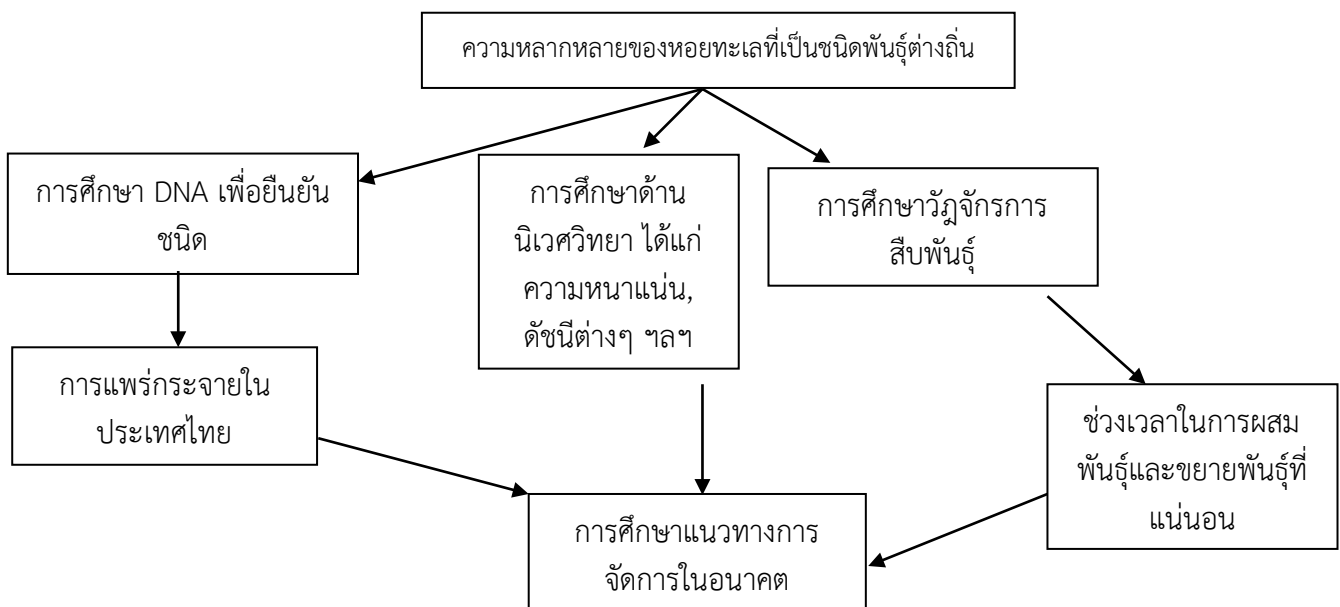 ความหลากหลายของหอยทะเลที่เป็นชนิดพันธุ์ต่างถิ่น
การศึกษา DNA เพื่อยืนยัน
ชนิด
การศึกษาด้าน
นิเวศวิทยา ได้แก่
ความหนาแน่น,
ดัชนีต่างๆ ฯลฯ
การศึกษาวัฎจักรการ
สืบพันธุ์
การแพร่กระจายใน
ประเทศไทย
ช่วงเวลาในการผสม
พันธุ์และขยายพันธุ์ที่
แน่นอน
การศึกษาแนวทางการ
จัดการในอนาคต